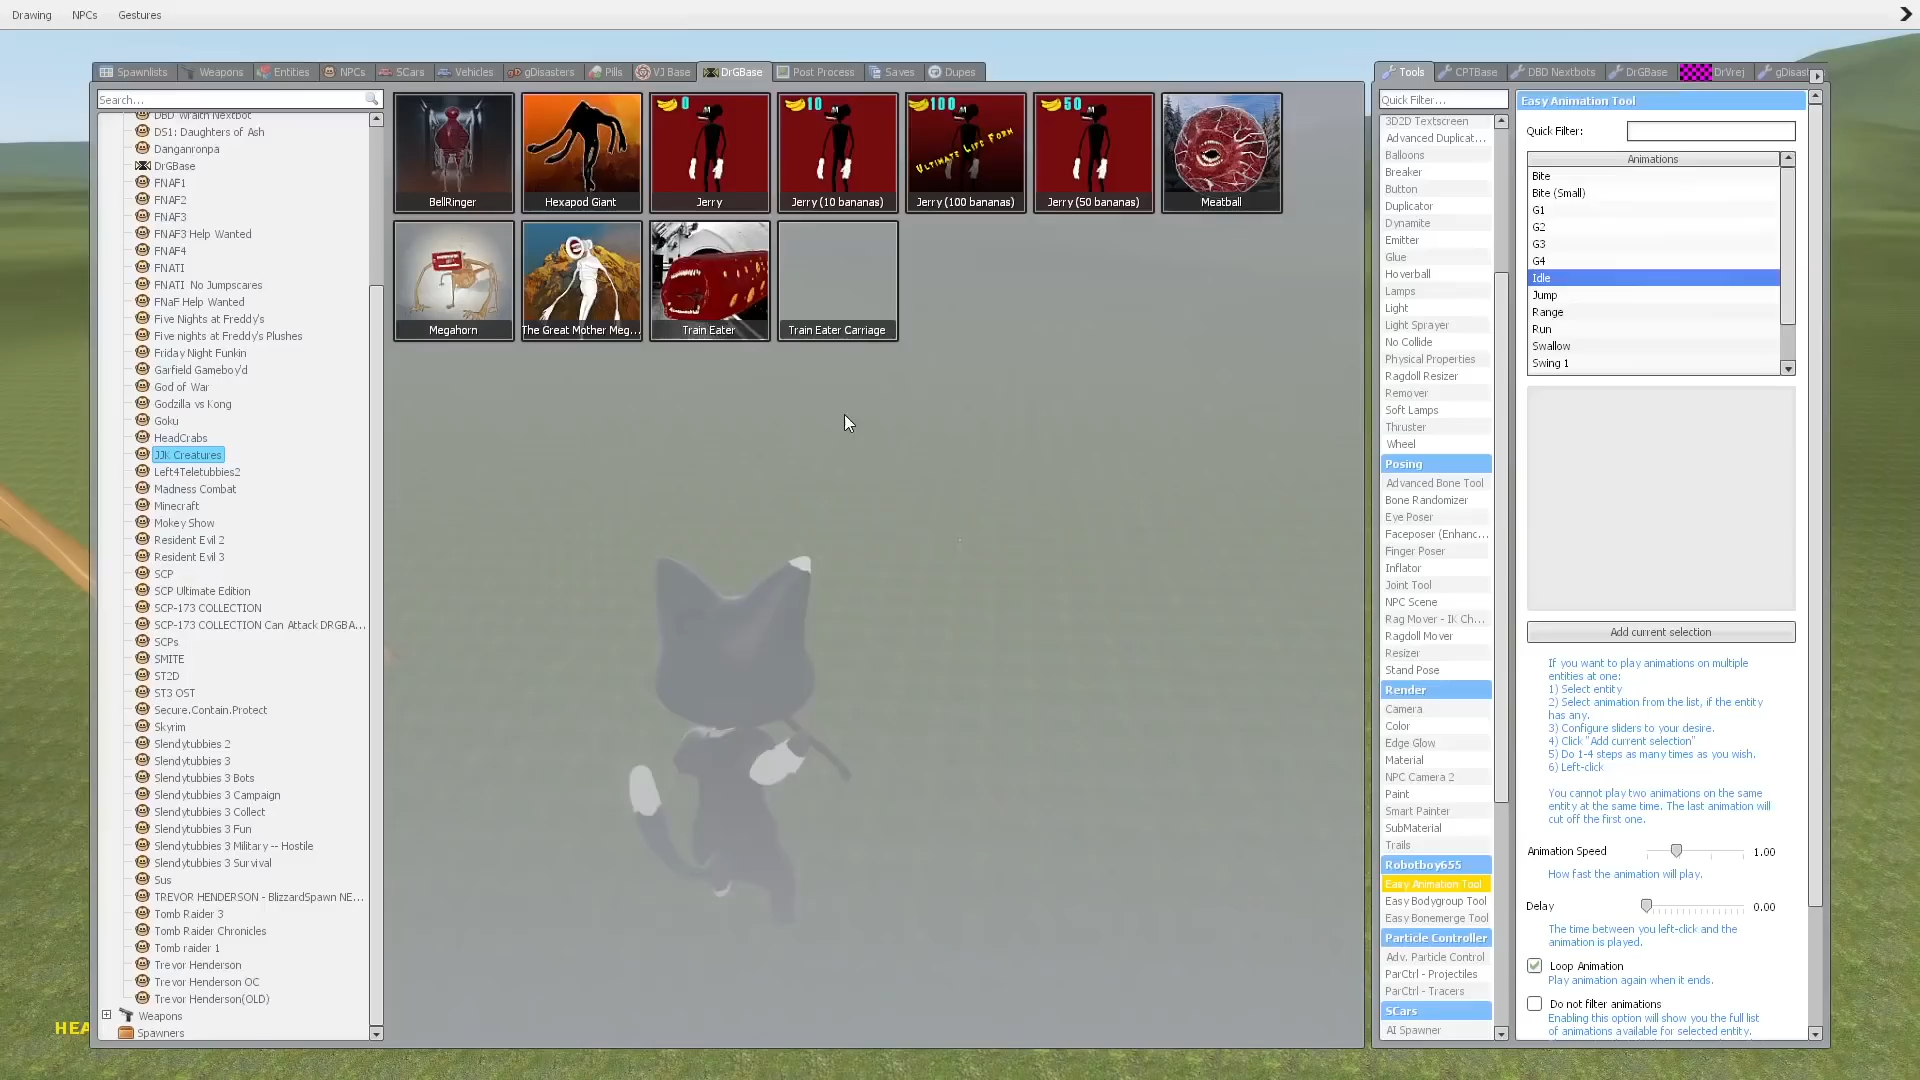 Drawing NPCs Gestures
Spawnlists Weapons Entities NPCs SCars Vehicles gDisasters Pills VJ Base DrGBase Post Process Saves Dupes
Search...
DBD Wraith Nextbot
DS1: Daughters of Ash
Danganronpa
DrGBase
FNAF1
FNAF2
FNAF3
FNAF3 Help Wanted
FNAF4
FNATI
FNATI No Jumpscares
FNaF Help Wanted
Five Nights at Freddy's
Five nights at Freddy's Plushes
Friday Night Funkin
Garfield Gameboy'd
God of War
Godzilla vs Kong
Goku
HeadCrabs
JJK Creatures
Left4Teletubbies2
Madness Combat
Minecraft
Mokey Show
Resident Evil 2
Resident Evil 3
SCP
SCP Ultimate Edition
SCP-173 COLLECTION
SCP-173 COLLECTION Can Attack DRGBA...
SCPs
SMITE
ST2D
ST3 OST
Secure.Contain.Protect
Skyrim
Slendytubbies 2
Slendytubbies 3
Slendytubbies 3 Bots
Slendytubbies 3 Campaign
Slendytubbies 3 Collect
Slendytubbies 3 Fun
Slendytubbies 3 Military -- Hostile
Slendytubbies 3 Survival
Sus
TREVOR HENDERSON - BlizzardSpawn NE...
Tomb Raider 3
Tomb Raider Chronicles
Tomb raider 1
Trevor Henderson
Trevor Henderson OC
Trevor Henderson(OLD)
Weapons
Spawners
HEA
0 10 100 50
ULTIMATE LIFE FORM
BellRinger Hexapod Giant Jerry Jerry (10 bananas) Jerry (100 bananas) Jerry (50 bananas) Meatball
Megahorn The Great Mother Meg... Train Eater Train Eater Carriage
Tools CPTBase DBD Nextbots DrGBase DrVrej gDisas
Quick Filter...
3D2D Textscreen
Advanced Duplicat...
Balloons
Breaker
Button
Duplicator
Dynamite
Emitter
Glue
Hoverball
Lamps
Light
Light Sprayer
No Collide
Physical Properties
Ragdoll Resizer
Remover
Soft Lamps
Thruster
Wheel
Posing
Advanced Bone Tool
Bone Randomizer
Eye Poser
Faceposer (Enhanc...
Finger Poser
Inflator
Joint Tool
NPC Scene
Rag Mover - IK Ch...
Ragdoll Mover
Resizer
Stand Pose
Render
Camera
Color
Edge Glow
Material
NPC Camera 2
Paint
Smart Painter
SubMaterial
Trails
Robotboy655
Easy Animation Tool
Easy Bodygroup Tool
Easy Bonemerge Tool
Particle Controller
Adv. Particle Control
ParCtrl - Projectiles
ParCtrl - Tracers
SCars
AI Spawner
Easy Animation Tool
Quick Filter:
Animations
Bite
Bite (Small)
G1
G2
G3
G4
Idle
Jump
Range
Run
Swallow
Swing 1
Add current selection
If you want to play animations on multiple
entities at one:
1) Select entity
2) Select animation from the list, if the entity
has any.
3) Configure sliders to your desire.
4) Click "Add current selection"
5) Do 1-4 steps as many times as you wish.
6) Left-click
You cannot play two animations on the same
entity at the same time. The last animation will
cut off the first one.
Animation Speed 1.00
How fast the animation will play.
Delay 0.00
The time between you left-click and the
animation is played.
Loop Animation
Play animation again when it ends.
Do not filter animations
Enabling this option will show you the full list
of animations available for selected entity.